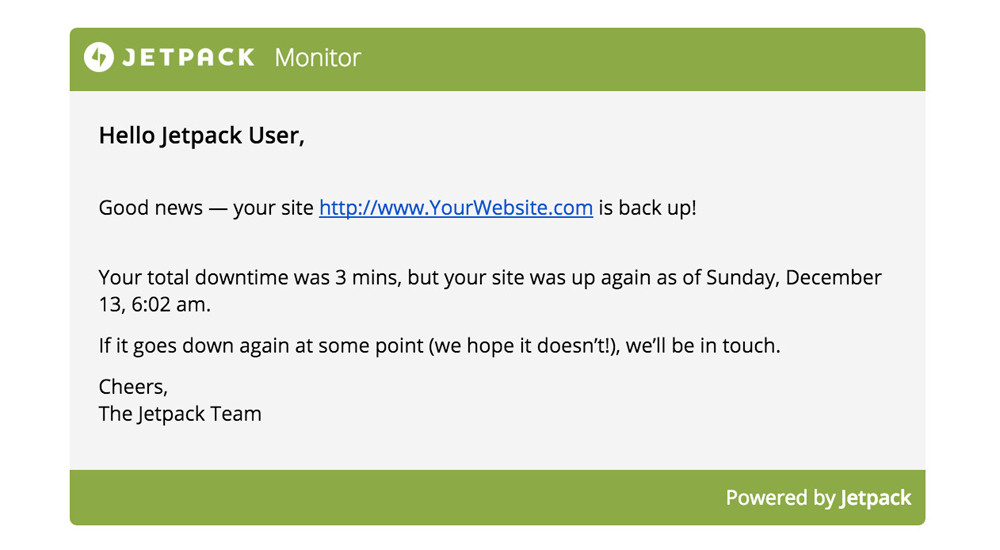 JETPACK Monitor
Hello Jetpack User,
Good news — your site http://www.YourWebsite.com is back up!
Your total downtime was 3 mins, but your site was up again as of Sunday, December
13, 6:02 am.
If it goes down again at some point (we hope it doesn’t!), we’ll be in touch.
Cheers,
The Jetpack Team
Powered by Jetpack